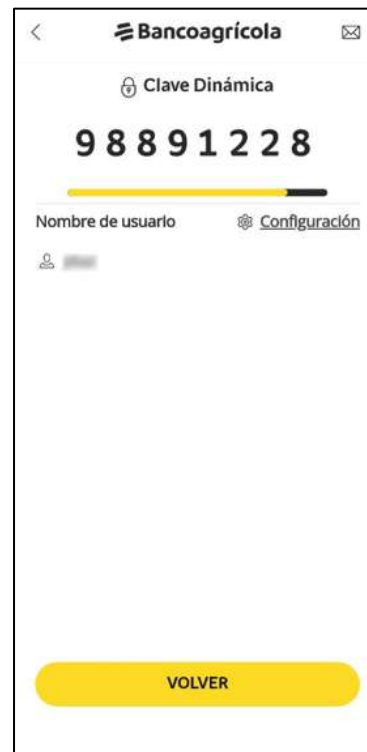 Bancoagrícola
Clave Dinámica
98891228
Nombre de usuario Configuración
VOLVER